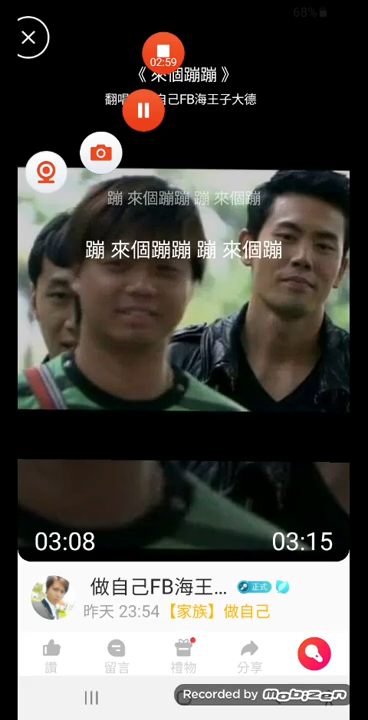 68%
《 來個蹦蹦 》
02:59
翻唱
自己FB海王子大德
蹦 來個蹦蹦 蹦 來個蹦
蹦 來個蹦蹦 蹦 來個蹦
03:08
03:15
做自己FB海王... 正式
昨天 23:54【家族】做自己
讚 留言 禮物 分享
Recorded by MOBIZEN